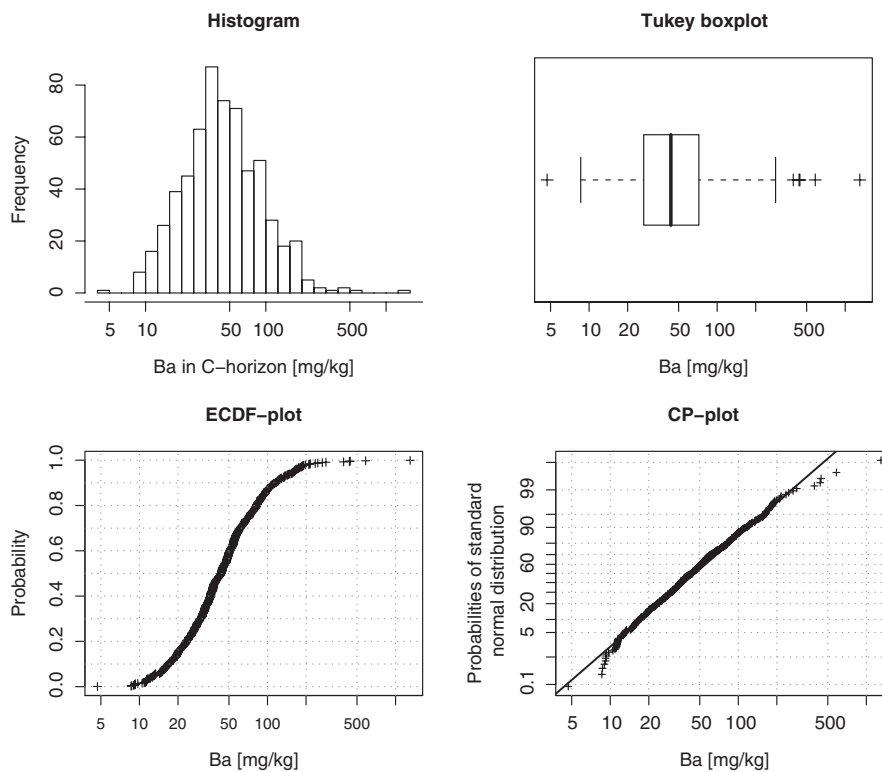 Histogram
Frequency
0 20 40 60 80
5 10 50 100 500
Ba in C−horizon [mg/kg]
Tukey boxplot
5 10 20 50 100 500
Ba [mg/kg]
ECDF−plot
Probability
0.0 0.2 0.4 0.6 0.8 1.0
5 10 20 50 100 500
Ba [mg/kg]
CP−plot
Probabilities of standard
normal distribution
0.1 5 20 60 90 99
5 10 20 50 100 500
Ba [mg/kg]